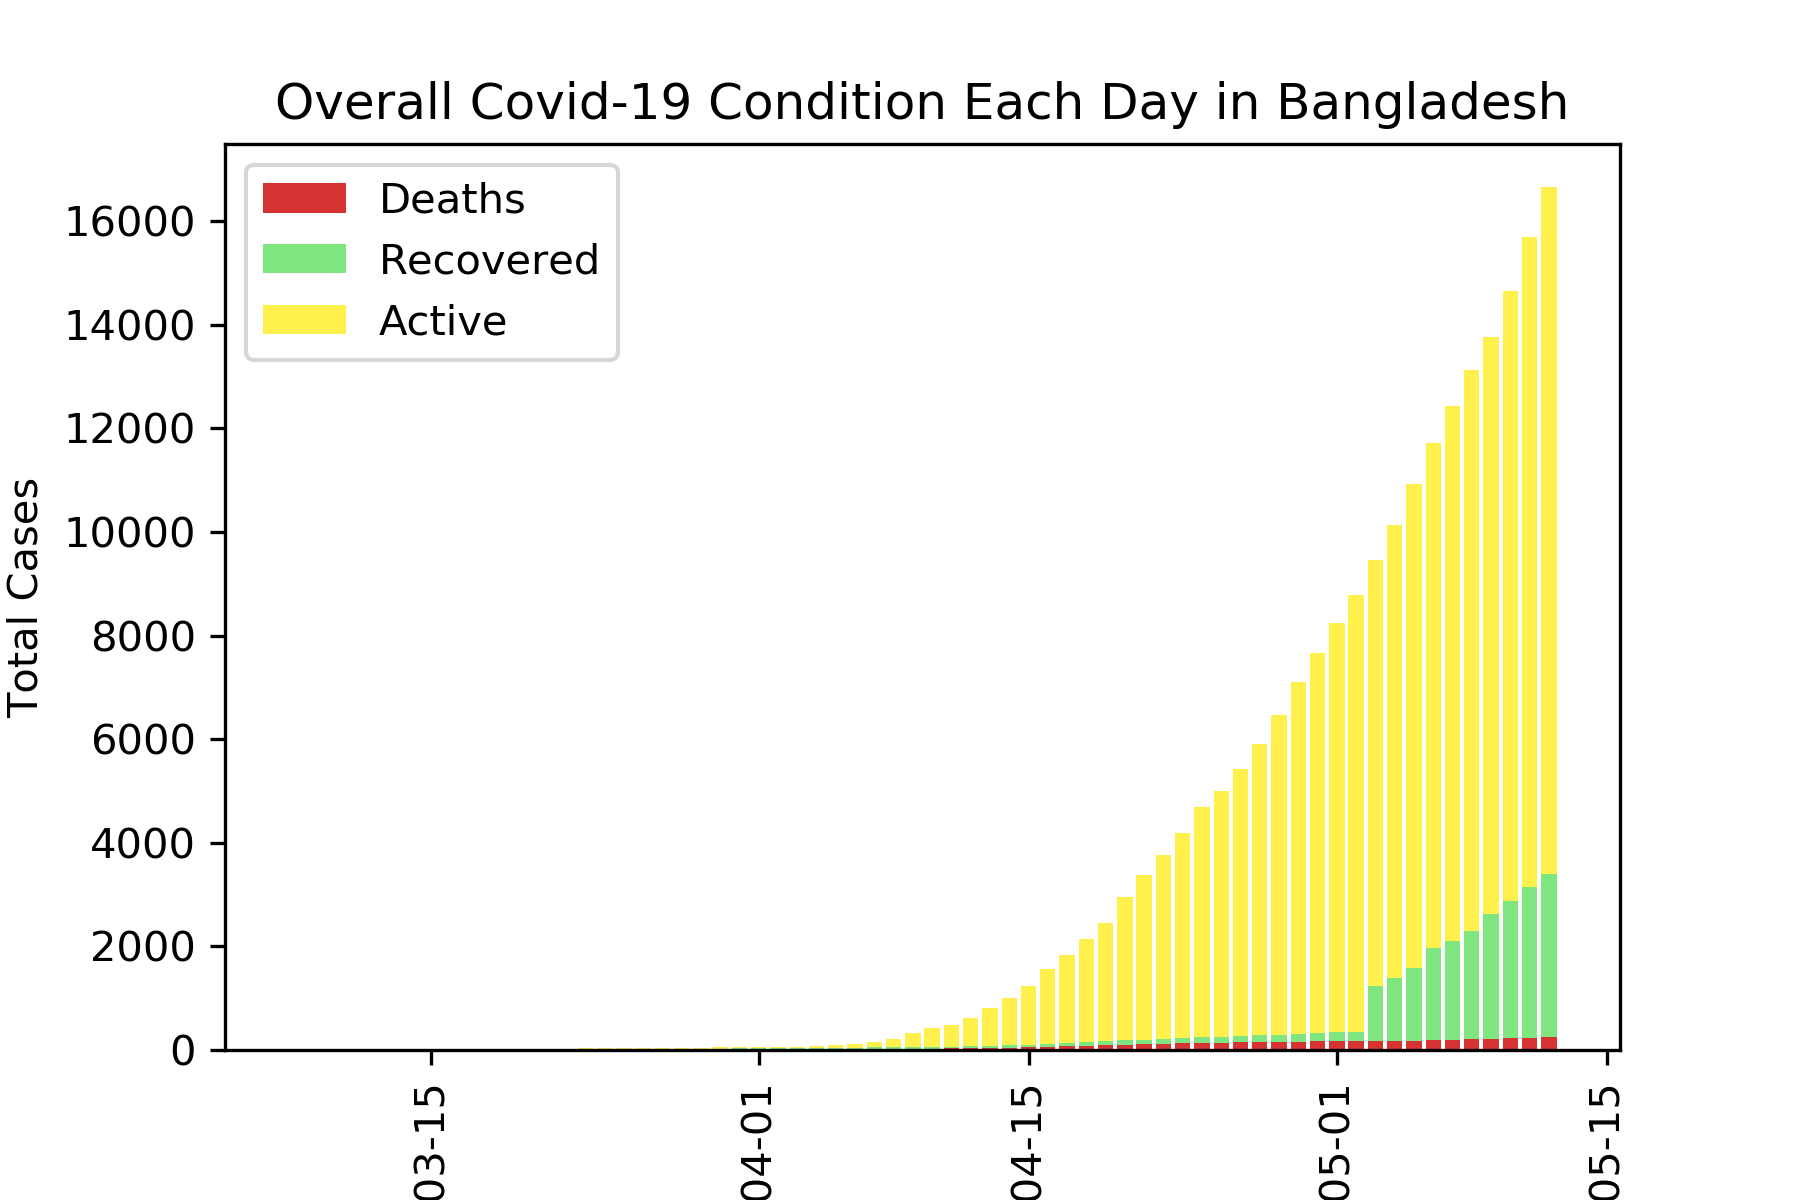 Overall Covid-19 Condition Each Day in Bangladesh
Deaths
Recovered
Active
Total Cases
16000
14000
12000
10000
8000
6000
4000
2000
0
03-15
04-01
04-15
05-01
05-15